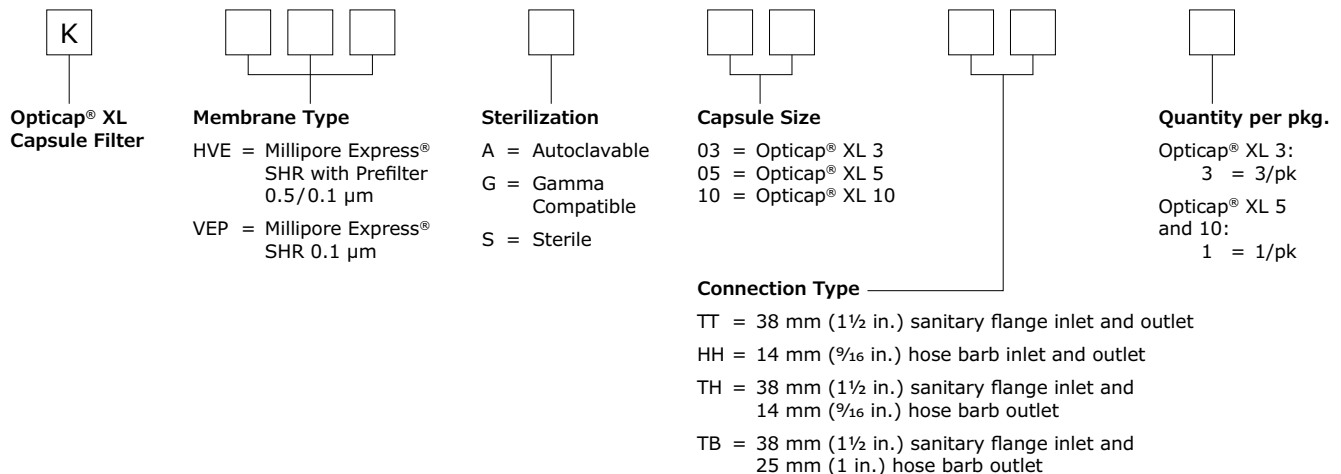 K
Opticap® XL
Capsule Filter
Membrane Type
HVE = Millipore Express®
SHR with Prefilter
0.5/0.1 µm
VEP = Millipore Express®
SHR 0.1 µm
Sterilization
A = Autoclavable
G = Gamma
Compatible
S = Sterile
Capsule Size
03 = Opticap® XL 3
05 = Opticap® XL 5
10 = Opticap® XL 10
Connection Type
TT = 38 mm (1½ in.) sanitary flange inlet and outlet
HH = 14 mm (⁹⁄₁₆ in.) hose barb inlet and outlet
TH = 38 mm (1½ in.) sanitary flange inlet and
14 mm (⁹⁄₁₆ in.) hose barb outlet
TB = 38 mm (1½ in.) sanitary flange inlet and
25 mm (1 in.) hose barb outlet
Quantity per pkg.
Opticap® XL 3:
3 = 3/pk
Opticap® XL 5
and 10:
1 = 1/pk